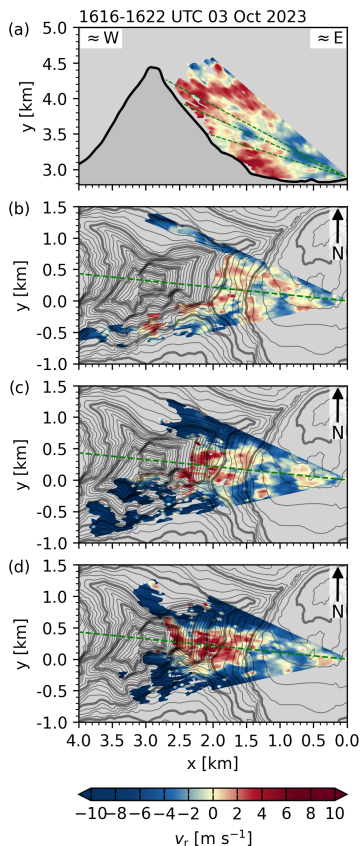 1616-1622 UTC 03 Oct 2023
(a)
≈ W
≈ E
5.0
4.5
4.0
3.5
3.0
y [km]
(b)
1.5
1.0
0.5
0.0
-0.5
-1.0
y [km]
N
(c)
1.5
1.0
0.5
0.0
-0.5
-1.0
y [km]
N
(d)
1.5
1.0
0.5
0.0
-0.5
-1.0
y [km]
N
4.0 3.5 3.0 2.5 2.0 1.5 1.0 0.5 0.0
x [km]
−10 −8 −6 −4 −2 0 2 4 6 8 10
vr [m s⁻¹]